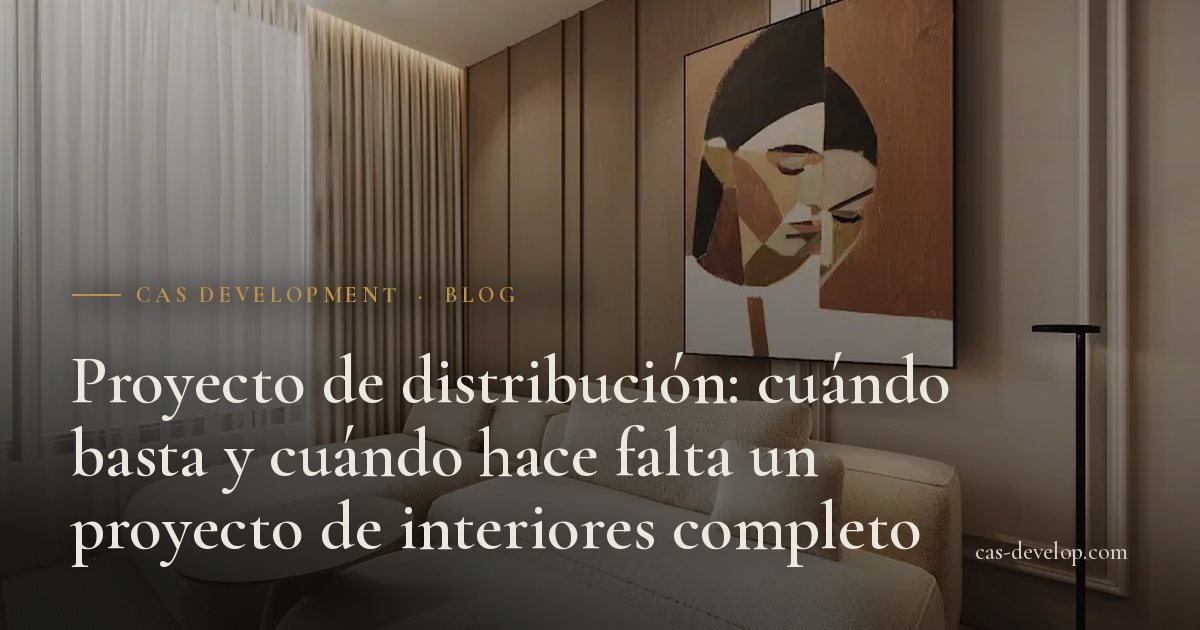 CAS DEVELOPMENT · BLOG
Proyecto de distribución: cuándo
basta y cuándo hace falta un
proyecto de interiores completo
cas-develop.com